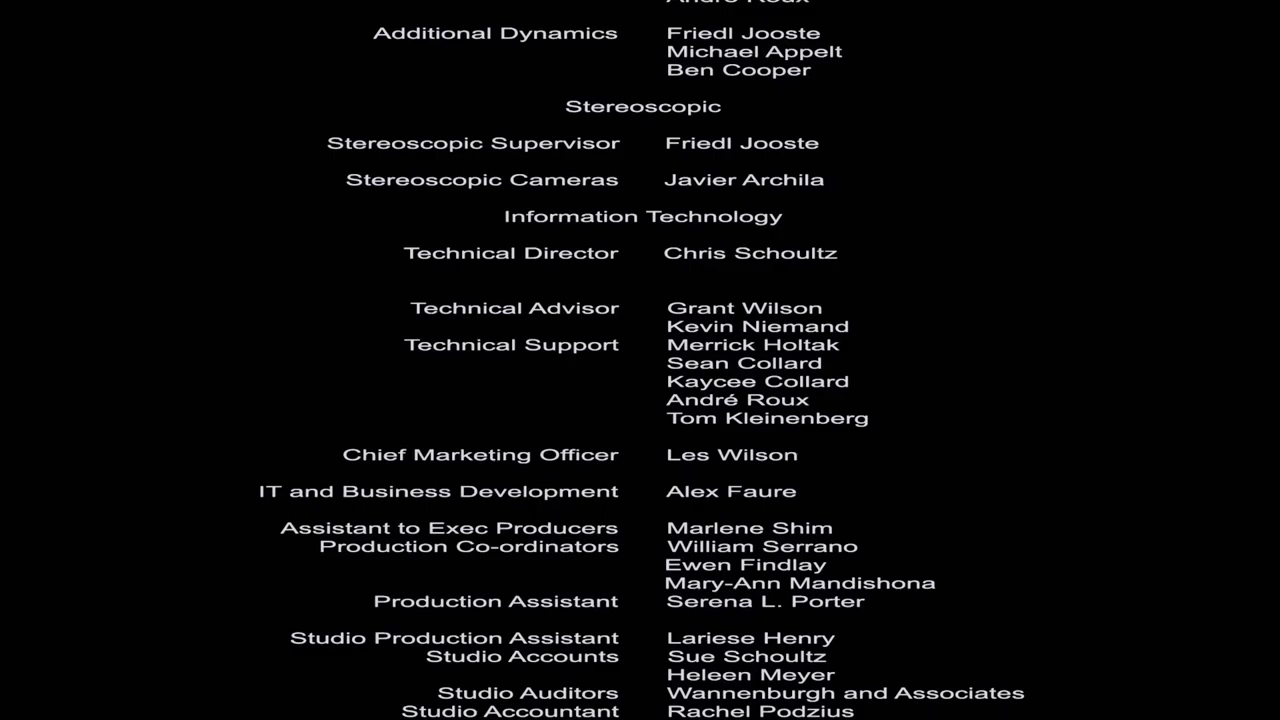 André Roux
Additional Dynamics Friedl Jooste
Michael Appelt
Ben Cooper
Stereoscopic
Stereoscopic Supervisor Friedl Jooste
Stereoscopic Cameras Javier Archila
Information Technology
Technical Director Chris Schoultz
Technical Advisor Grant Wilson
Kevin Niemand
Technical Support Merrick Holtak
Sean Collard
Kaycee Collard
André Roux
Tom Kleinenberg
Chief Marketing Officer Les Wilson
IT and Business Development Alex Faure
Assistant to Exec Producers Marlene Shim
Production Co-ordinators William Serrano
Ewen Findlay
Mary-Ann Mandishona
Production Assistant Serena L. Porter
Studio Production Assistant Lariese Henry
Studio Accounts Sue Schoultz
Heleen Meyer
Studio Auditors Wannenburgh and Associates
Studio Accountant Rachel Podzius